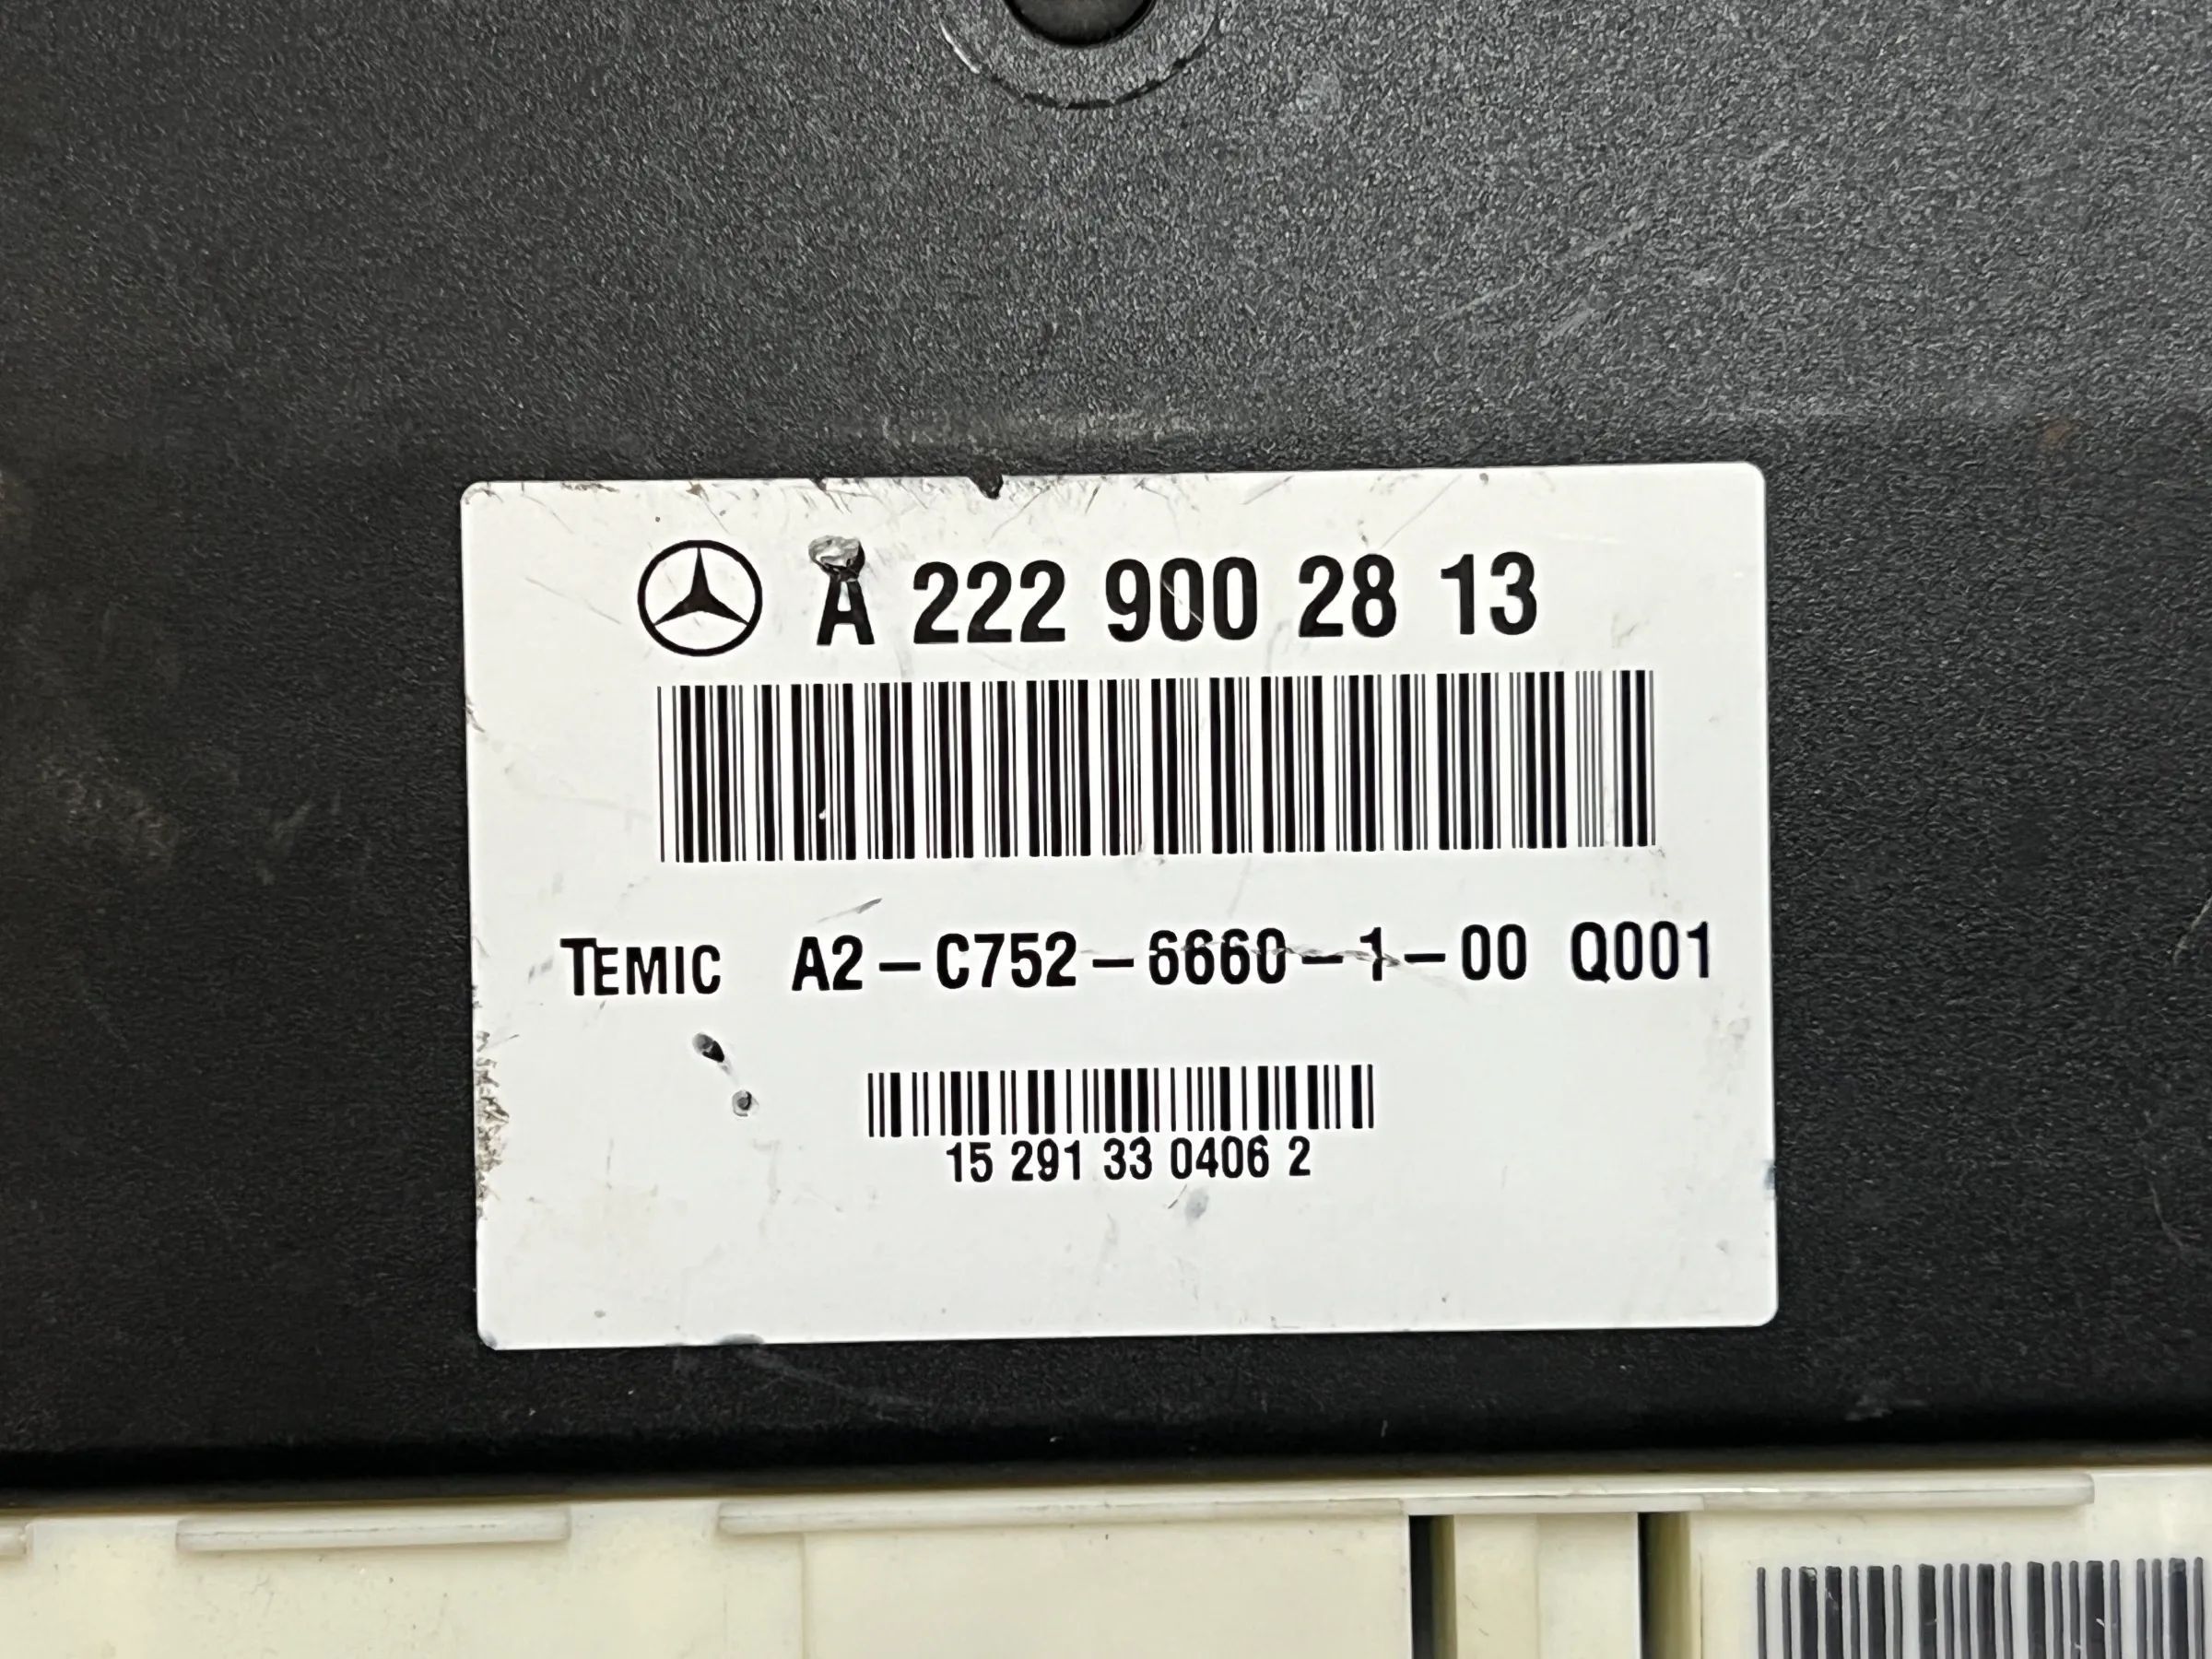 A 222 900 28 13
TEMIC A2-C752-6660-1-00 Q001
15 291 33 0406 2